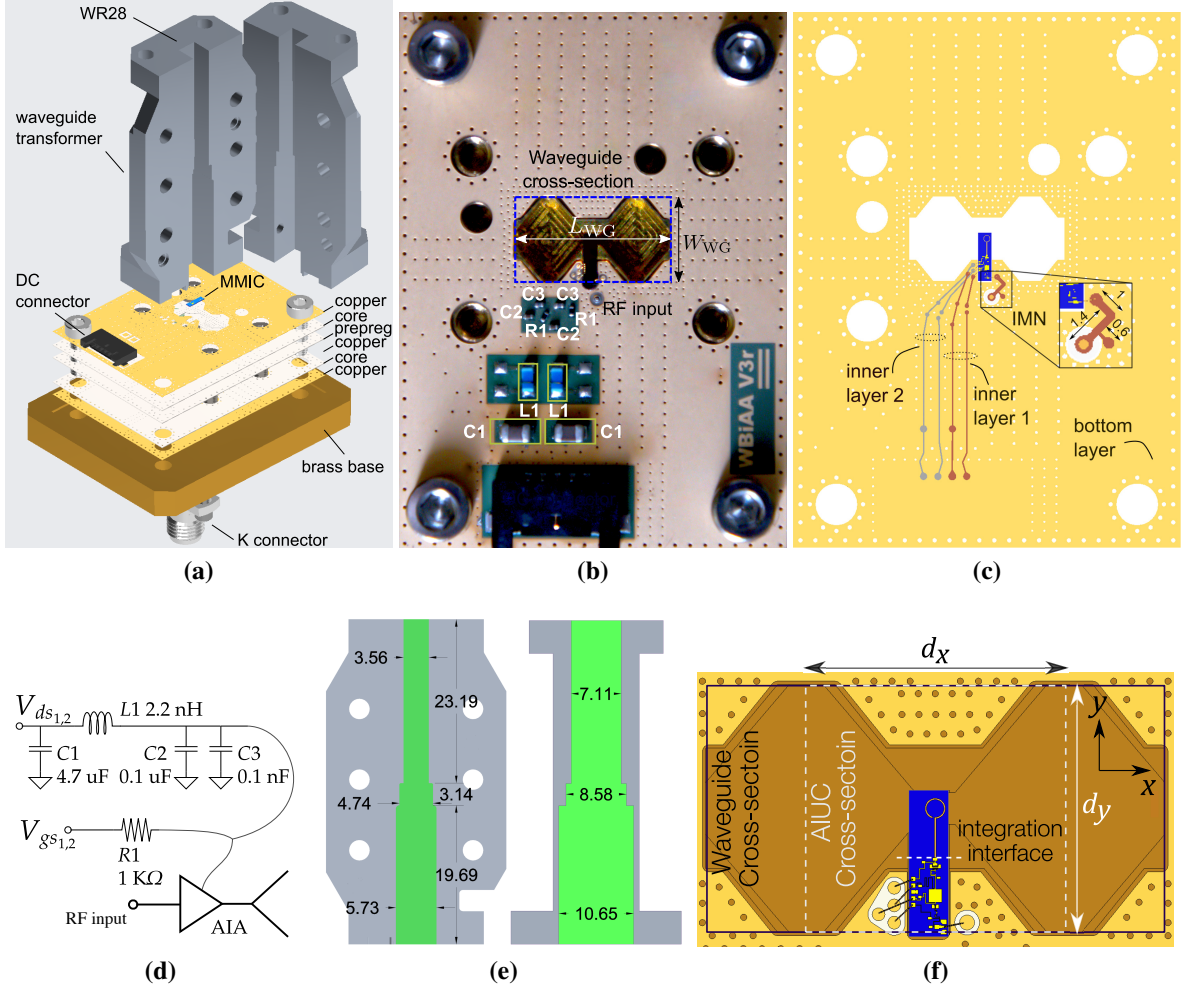 WR28
waveguide
transformer
DC
connector
MMIC
copper
core
prepreg
copper
core
copper
brass base
K connector
(a)
Waveguide
cross-section
L_WG
W_WG
C3 C3
RF input
C2 R1
R1 C2
L1 L1
C1 C1
WBiAA V3r
(b)
IMN
1
1.4
0.6
inner
layer 2
inner
layer 1
bottom
layer
(c)
V_ds1,2
L1 2.2 nH
C1
4.7 uF
C2
0.1 uF
C3
0.1 nF
V_gs1,2
R1
1 KΩ
RF input
AIA
(d)
3.56
23.19
3.14
4.74
19.69
5.73
7.11
8.58
10.65
(e)
d_x
y
x
d_y
Waveguide
Cross-sectoin
AIUC
Cross-sectoin
integration
interface
(f)